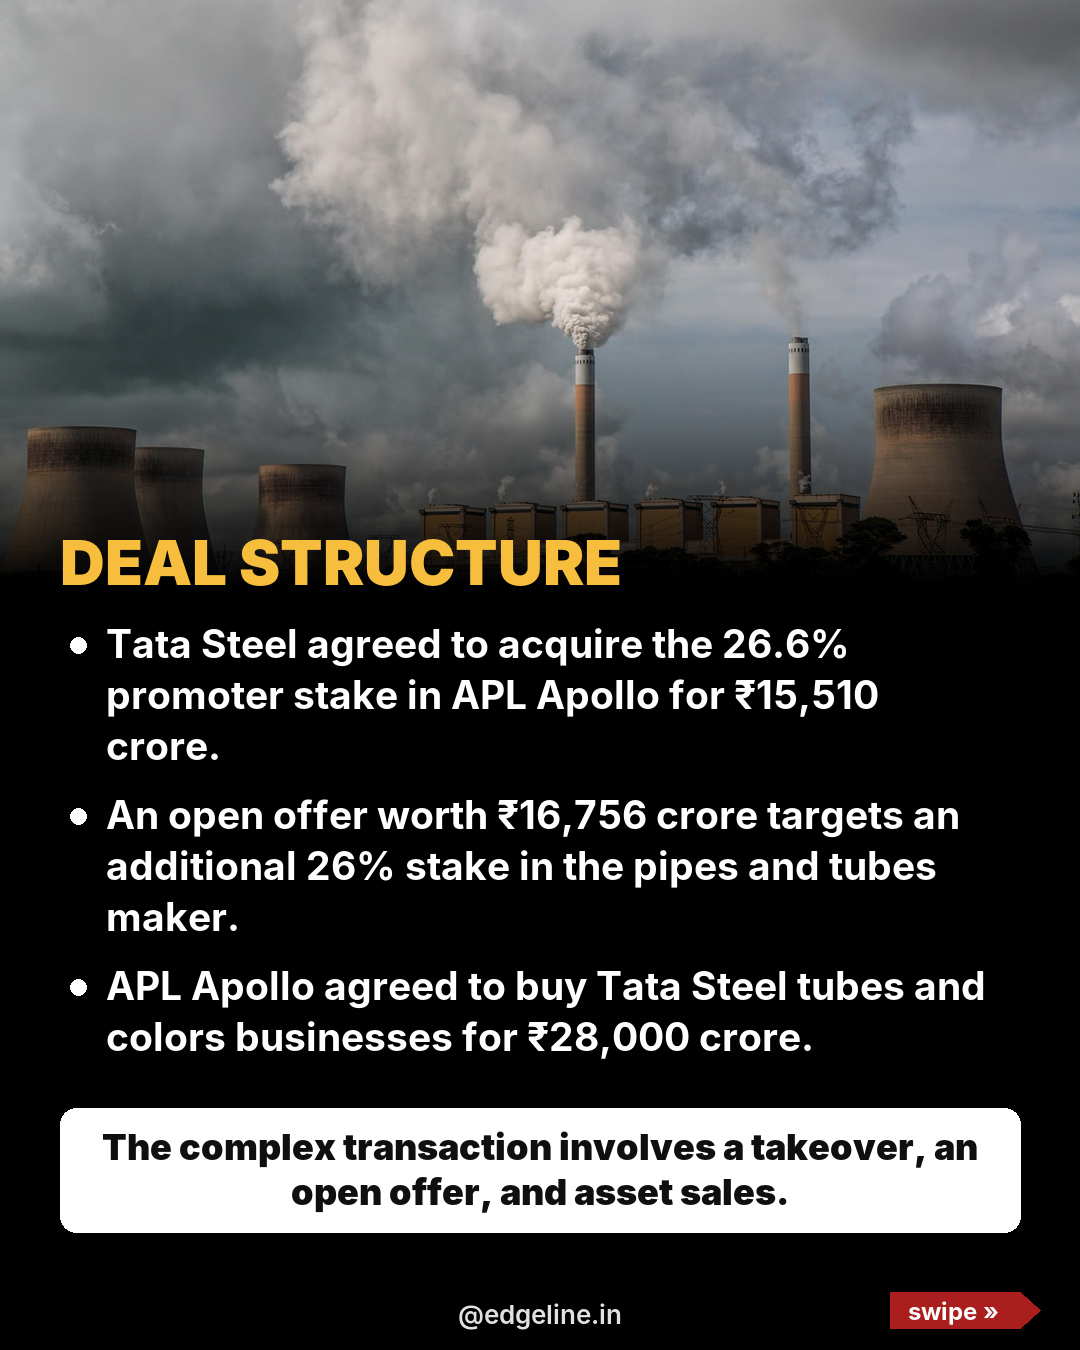 DEAL STRUCTURE
Tata Steel agreed to acquire the 26.6%
promoter stake in APL Apollo for ₹15,510
crore.
An open offer worth ₹16,756 crore targets an
additional 26% stake in the pipes and tubes
maker.
APL Apollo agreed to buy Tata Steel tubes and
colors businesses for ₹28,000 crore.
The complex transaction involves a takeover, an
open offer, and asset sales.
@edgeline.in
swipe »